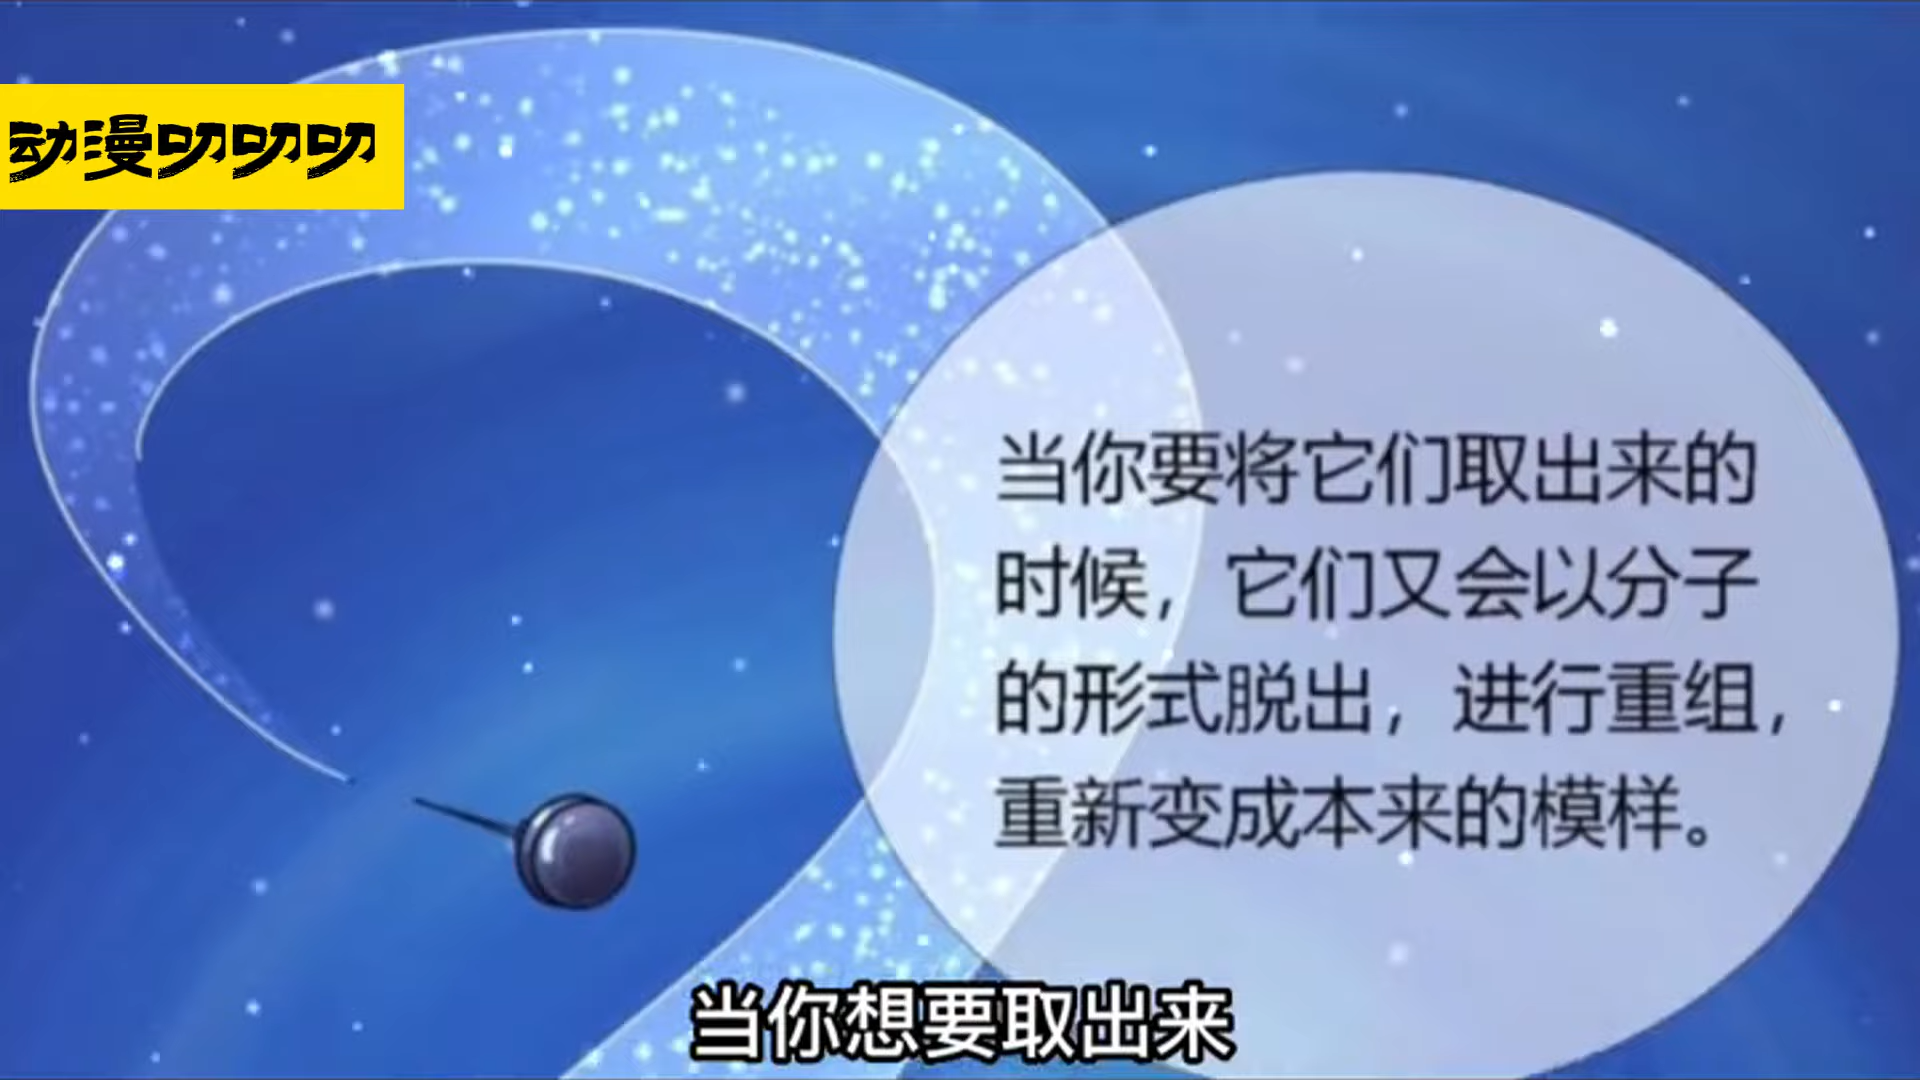 动漫叨叨叨
当你要将它们取出来的
时候，它们又会以分子
的形式脱出，进行重组，
重新变成本来的模样。
当你想要取出来